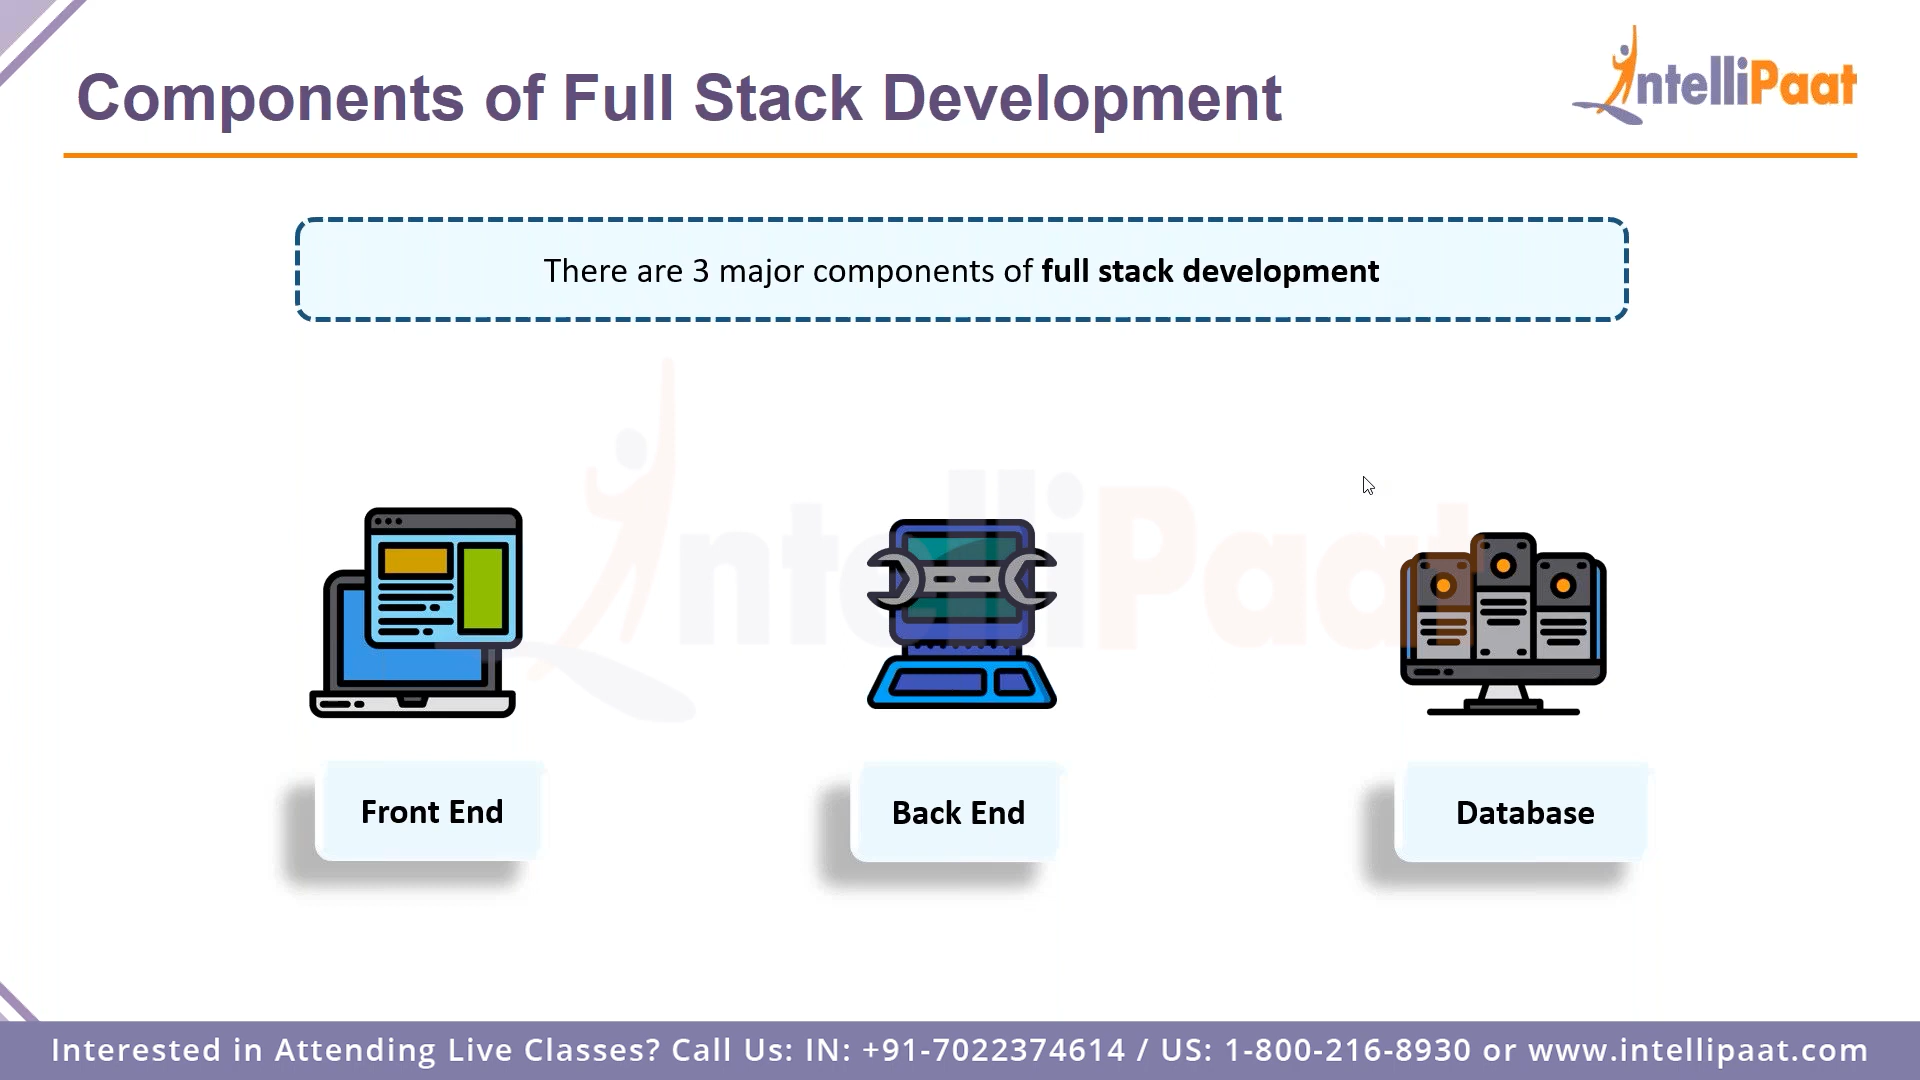 Components of Full Stack Development
IntelliPaat
There are 3 major components of full stack development
IntelliPaat
Front End
Back End
Database
Interested in Attending Live Classes? Call Us: IN: +91-7022374614 / US: 1-800-216-8930 or www.intellipaat.com